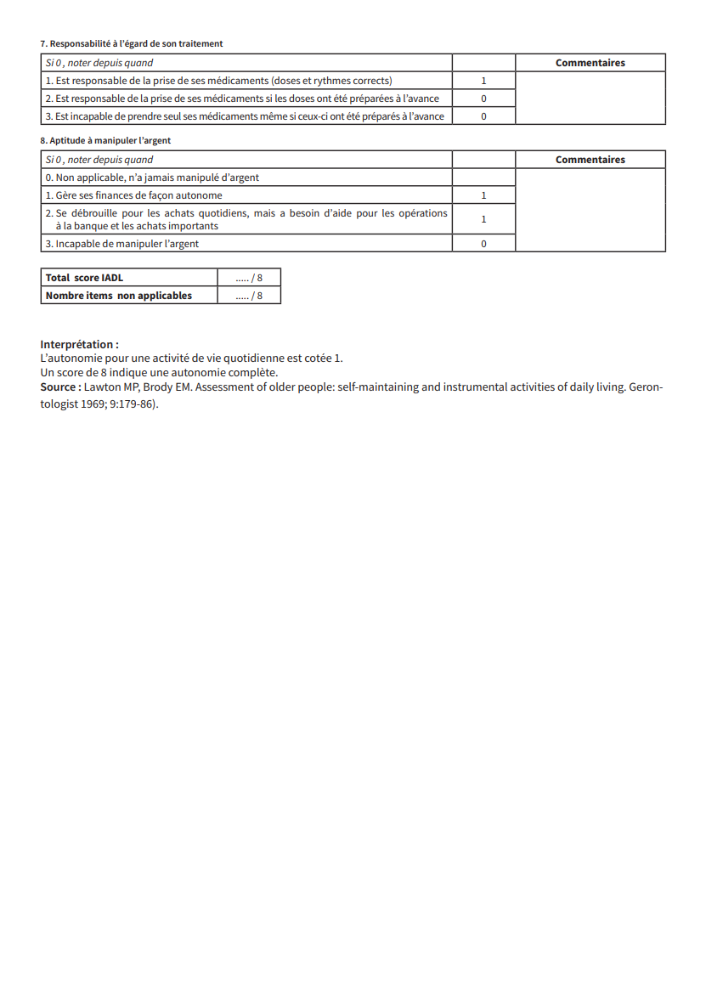 7. Responsabilité à l’égard de son traitement
Si 0 , noter depuis quand Commentaires
1. Est responsable de la prise de ses médicaments (doses et rythmes corrects) 1
2. Est responsable de la prise de ses médicaments si les doses ont été préparées à l’avance 0
3. Est incapable de prendre seul ses médicaments même si ceux-ci ont été préparés à l’avance 0
8. Aptitude à manipuler l’argent
Si 0 , noter depuis quand Commentaires
0. Non applicable, n’a jamais manipulé d’argent
1. Gère ses finances de façon autonome 1
2. Se débrouille pour les achats quotidiens, mais a besoin d’aide pour les opérations
à la banque et les achats importants 1
3. Incapable de manipuler l’argent 0
Total score IADL ..... / 8
Nombre items non applicables ..... / 8
Interprétation :
L’autonomie pour une activité de vie quotidienne est cotée 1.
Un score de 8 indique une autonomie complète.
Source : Lawton MP, Brody EM. Assessment of older people: self-maintaining and instrumental activities of daily living. Geron-
tologist 1969; 9:179-86).